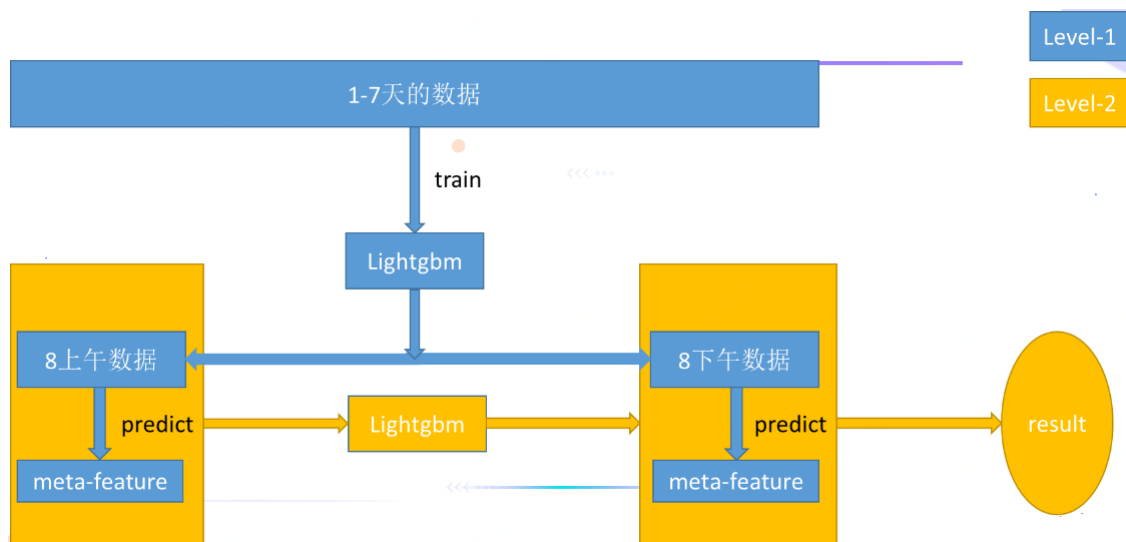 Level-1
1-7天的数据
Level-2
train
Lightgbm
8上午数据
8下午数据
predict
Lightgbm
predict
result
meta-feature
meta-feature